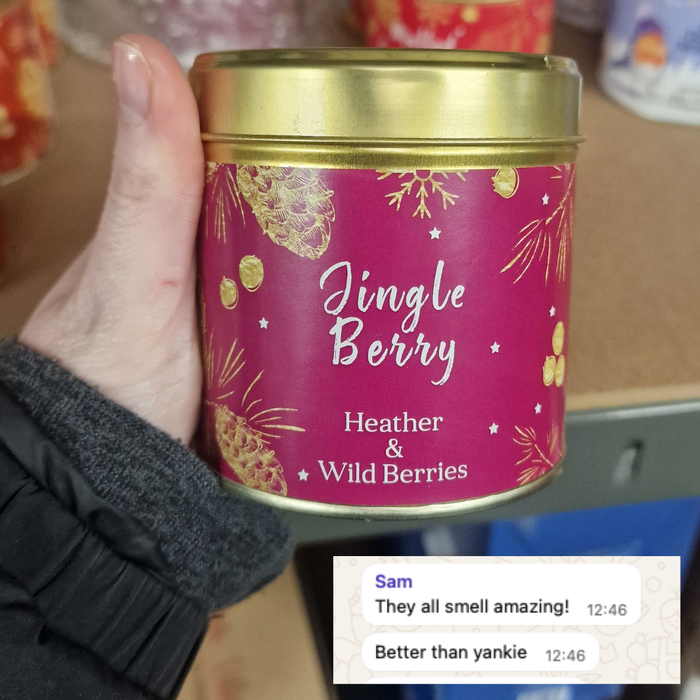 Jingle
Berry
Heather
&
Wild Berries
Sam
They all smell amazing! 12:46
Better than yankie 12:46